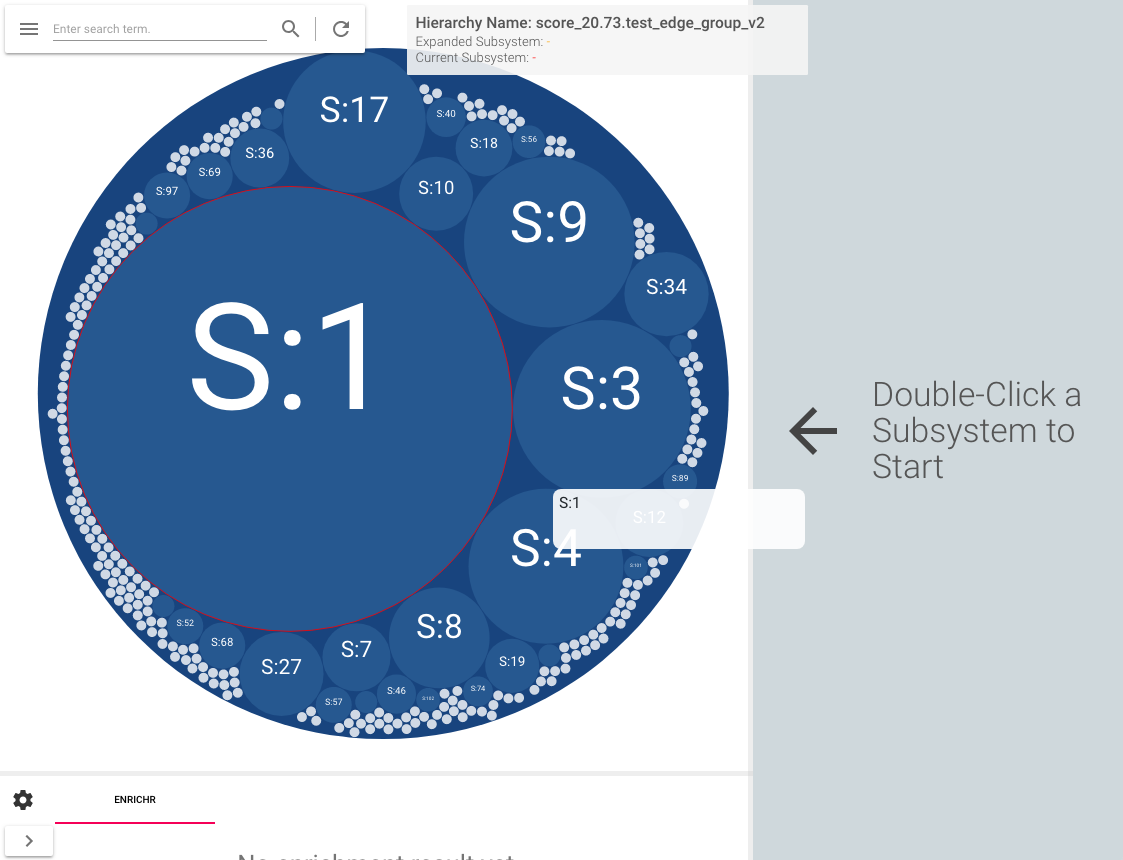 Enter search term.
Hierarchy Name: score_20.73.test_edge_group_v2
Expanded Subsystem: -
Current Subsystem: -
S:17
S:40
S:18
S:56
S:36
S:69
S:97
S:10
S:9
S:34
S:1
S:3
Double-Click a
Subsystem to
Start
S:89
S:1
S:12
S:4
S:101
S:52
S:68
S:8
S:7
S:27
S:19
S:46
S:74
S:57
S:102
ENRICHR
No enrichment result yet